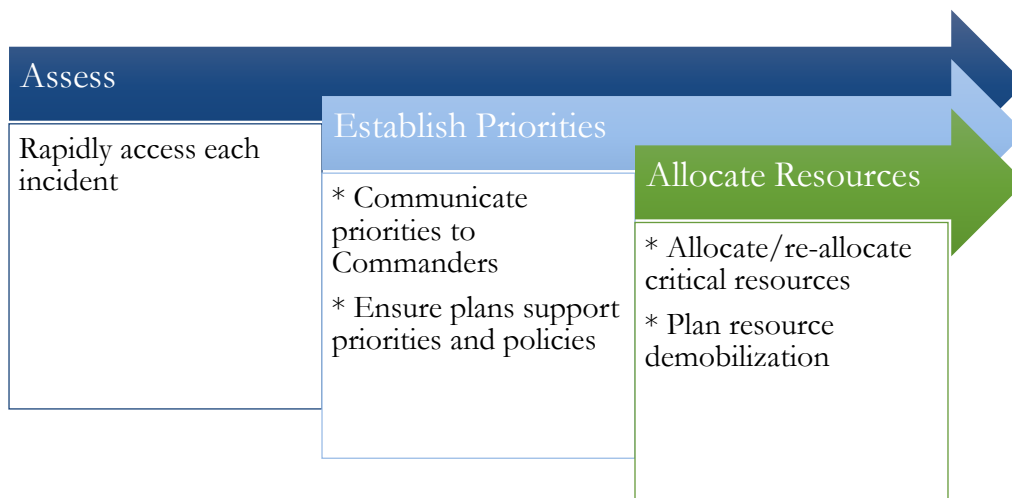 Assess
Rapidly access each
incident
Establish Priorities
* Communicate
priorities to
Commanders
* Ensure plans support
priorities and policies
Allocate Resources
* Allocate/re-allocate
critical resources
* Plan resource
demobilization